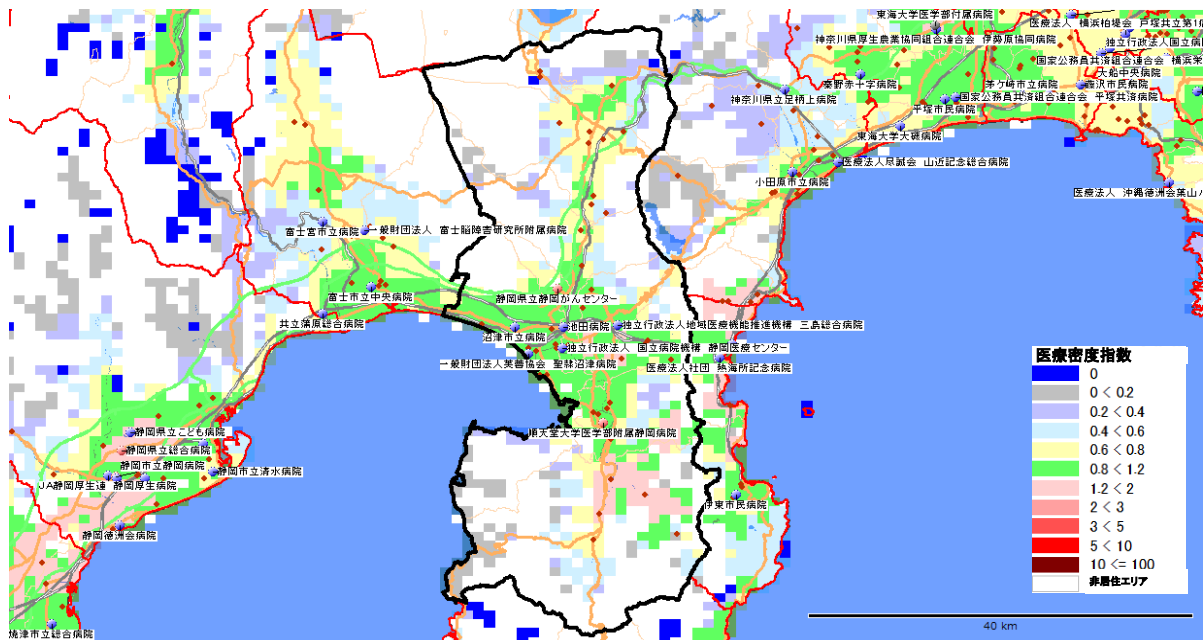 東海大学医学部付属病院
医療法人 横浜柏堤会 戸塚共立第1病
神奈川県厚生農業協同組合連合会 伊勢原協同病院
独立行政法人国立病
国家公務員共済組合連合会 横浜栄
大船中央病院
秦野赤十字病院
茅ケ崎市立病院
藤沢市民病院
神奈川県立足柄上病院
国家公務員共済組合連合会 平塚共済病院
平塚市民病院
東海大学大磯病院
医療法人尽誠会 山近記念総合病院
小田原市立病院
医療法人 沖縄徳洲会葉山ハ
富士宮市立病院
一般財団法人 富士脳障害研究所附属病院
富士市立中央病院
静岡県立静岡がんセンター
共立蒲原総合病院
沼津市立病院
池田病院
独立行政法人地域医療機能推進機構 三島総合病院
独立行政法人 国立病院機構 静岡医療センター
一般財団法人芙蓉協会 聖隷沼津病院
医療法人社団 熱海所記念病院
順天堂大学医学部附属静岡病院
静岡県立こども病院
静岡県立総合病院
静岡市立静岡病院
静岡市立清水病院
JA静岡厚生連 静岡厚生病院
伊東市民病院
静岡徳洲会病院
焼津市立総合病院
医療密度指数
0
0 < 0.2
0.2 < 0.4
0.4 < 0.6
0.6 < 0.8
0.8 < 1.2
1.2 < 2
2 < 3
3 < 5
5 < 10
10 <= 100
非居住エリア
40 km